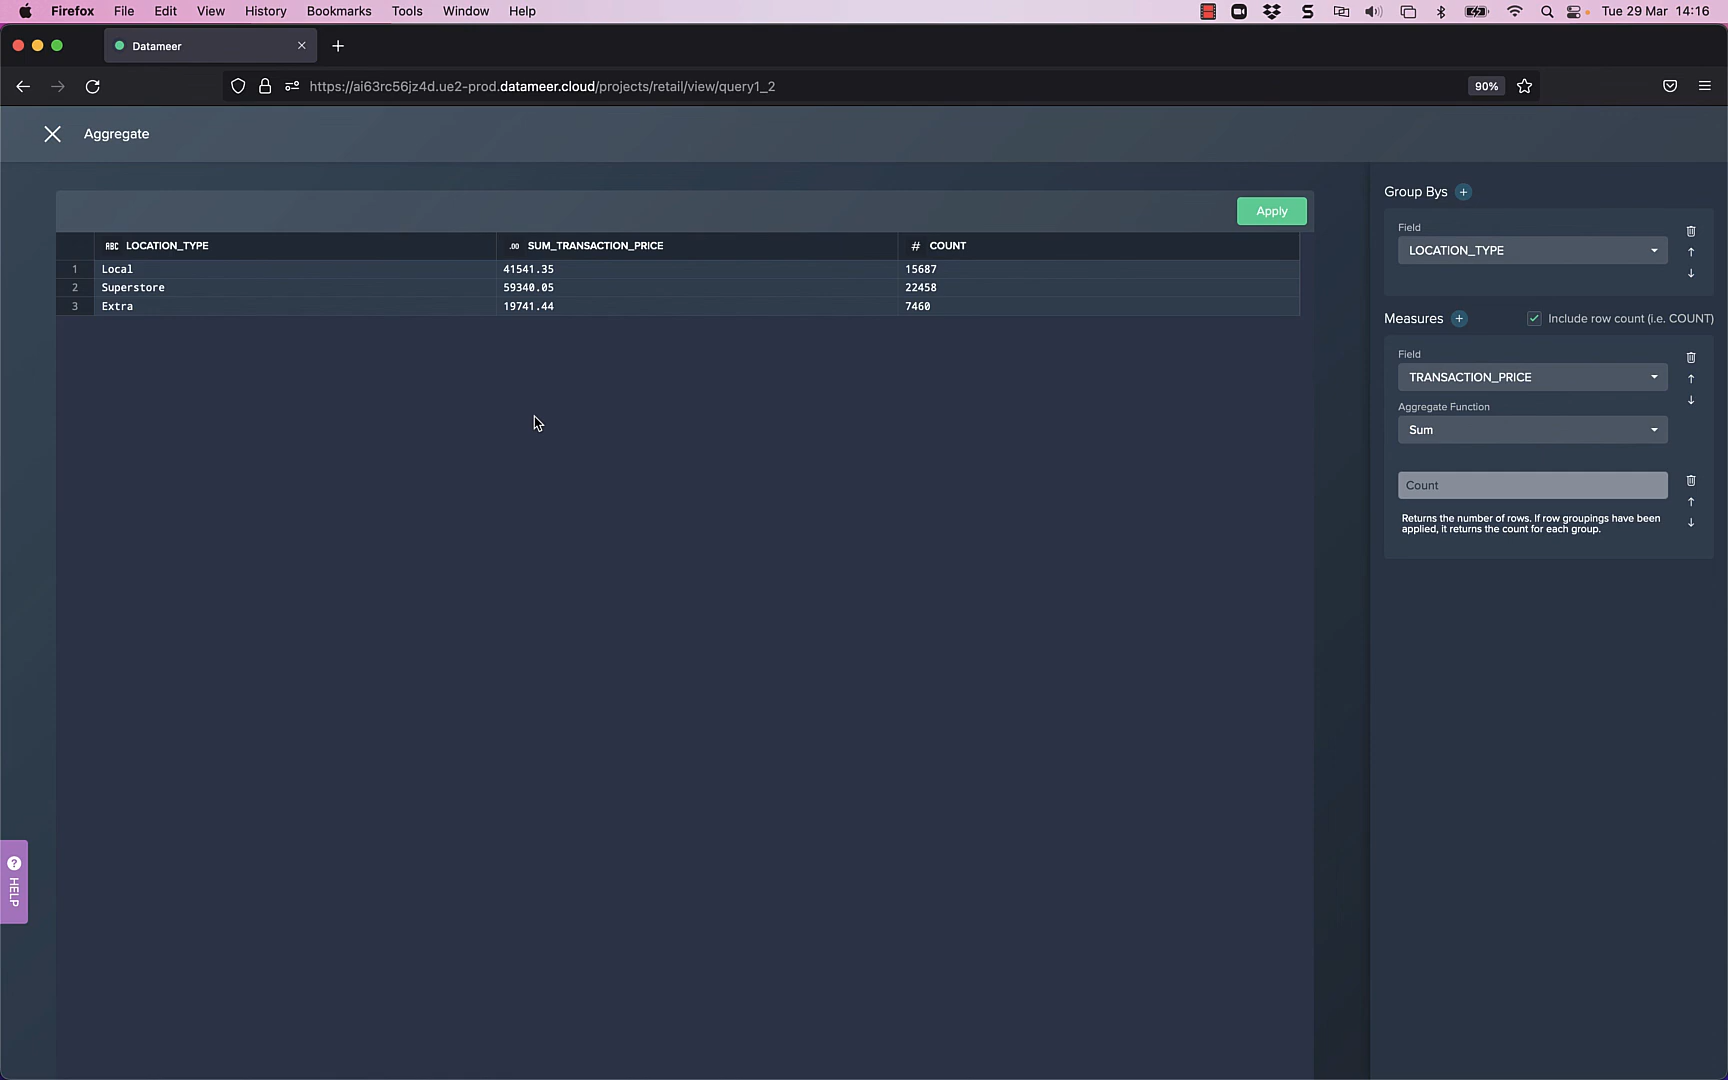 Firefox File Edit View History Bookmarks Tools Window Help Tue 29 Mar 14:16
Datameer
https://ai63rc56jz4d.ue2-prod.datameer.cloud/projects/retail/view/query1_2 90%
Aggregate
Apply
ABC LOCATION_TYPE .00 SUM_TRANSACTION_PRICE # COUNT
1 Local 41541.35 15687
2 Superstore 59340.05 22458
3 Extra 19741.44 7460
Group Bys +
Field
LOCATION_TYPE
Measures + Include row count (i.e. COUNT)
Field
TRANSACTION_PRICE
Aggregate Function
Sum
Count
Returns the number of rows. If row groupings have been
applied, it returns the count for each group.
? HELP